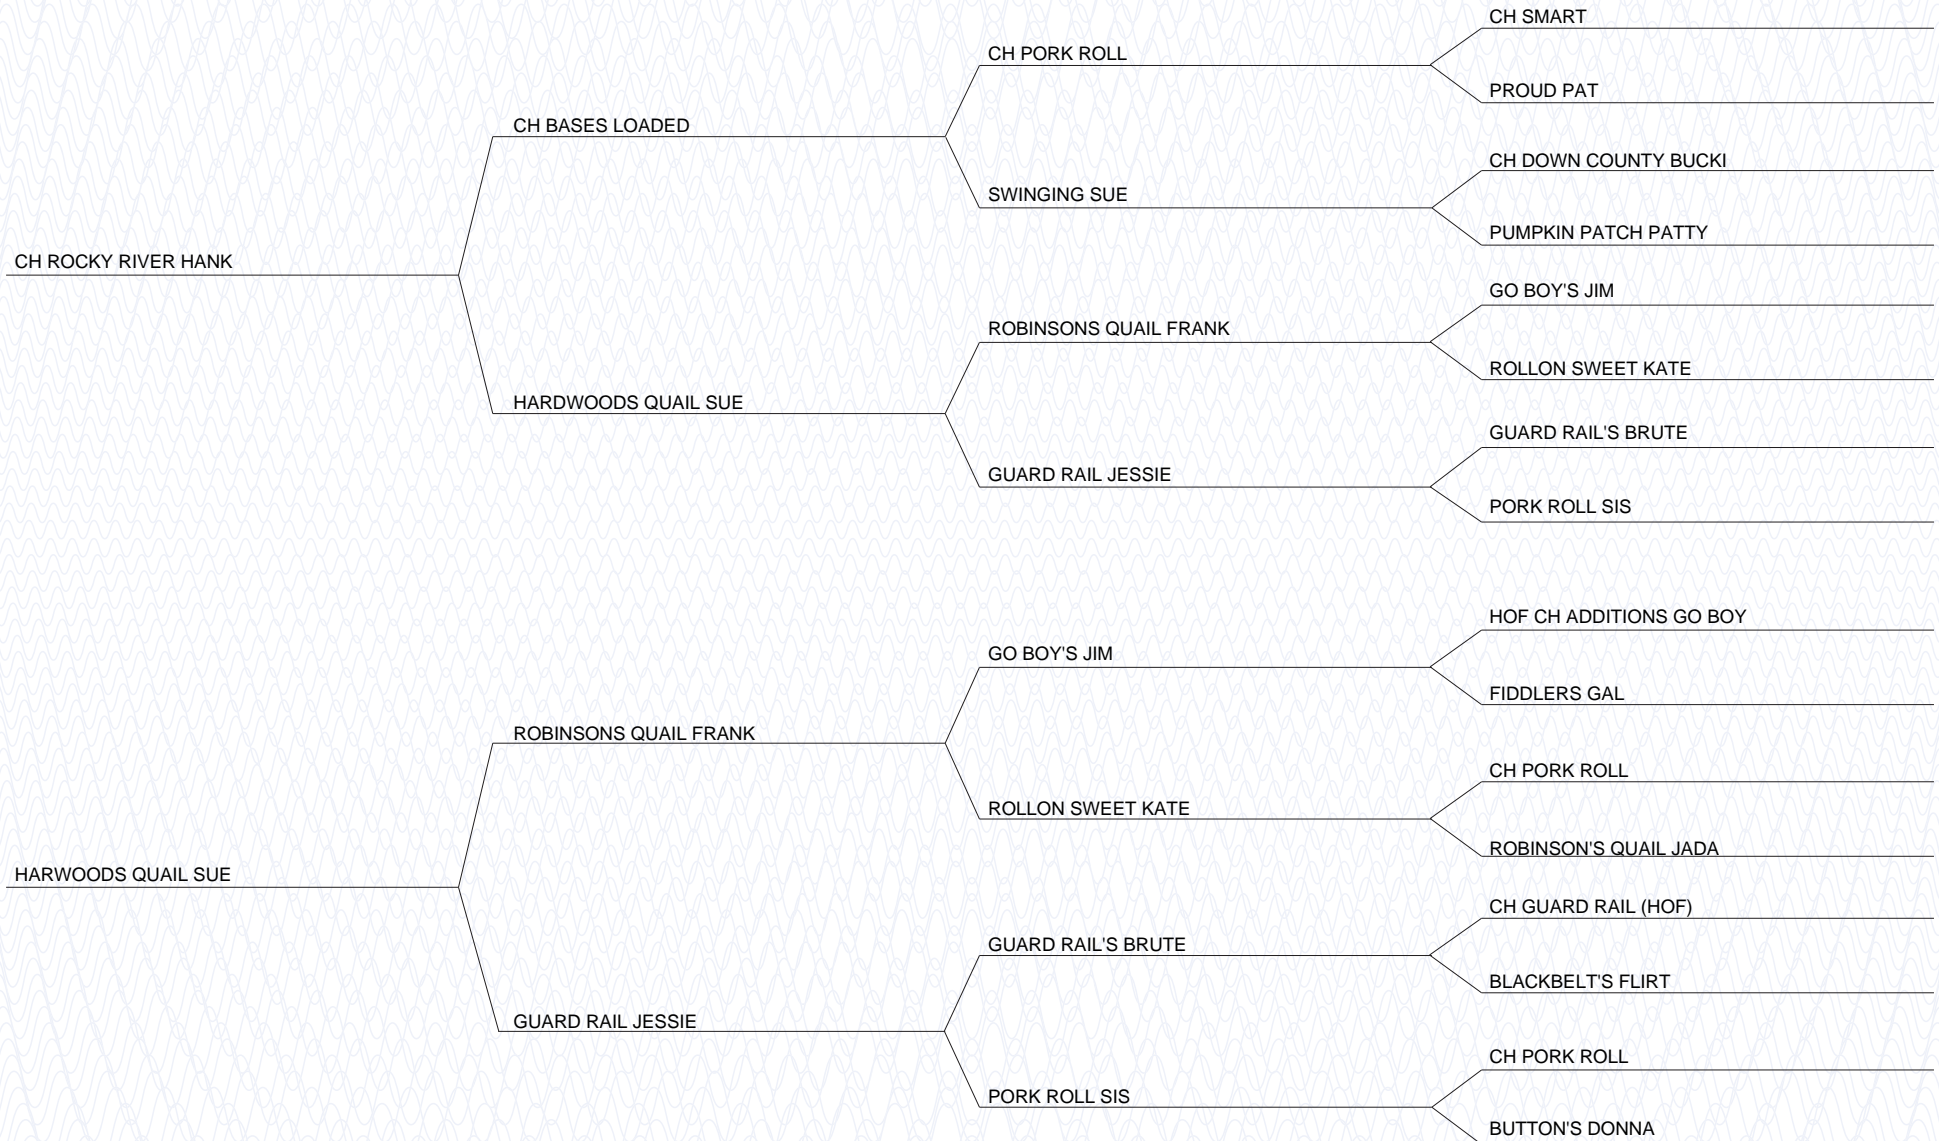 CH SMART
CH PORK ROLL
PROUD PAT
CH BASES LOADED
CH DOWN COUNTY BUCKI
SWINGING SUE
PUMPKIN PATCH PATTY
CH ROCKY RIVER HANK
GO BOY'S JIM
ROBINSONS QUAIL FRANK
ROLLON SWEET KATE
HARDWOODS QUAIL SUE
GUARD RAIL'S BRUTE
GUARD RAIL JESSIE
PORK ROLL SIS
HOF CH ADDITIONS GO BOY
GO BOY'S JIM
FIDDLERS GAL
ROBINSONS QUAIL FRANK
CH PORK ROLL
ROLLON SWEET KATE
ROBINSON'S QUAIL JADA
HARWOODS QUAIL SUE
CH GUARD RAIL (HOF)
GUARD RAIL'S BRUTE
BLACKBELT'S FLIRT
GUARD RAIL JESSIE
CH PORK ROLL
PORK ROLL SIS
BUTTON'S DONNA